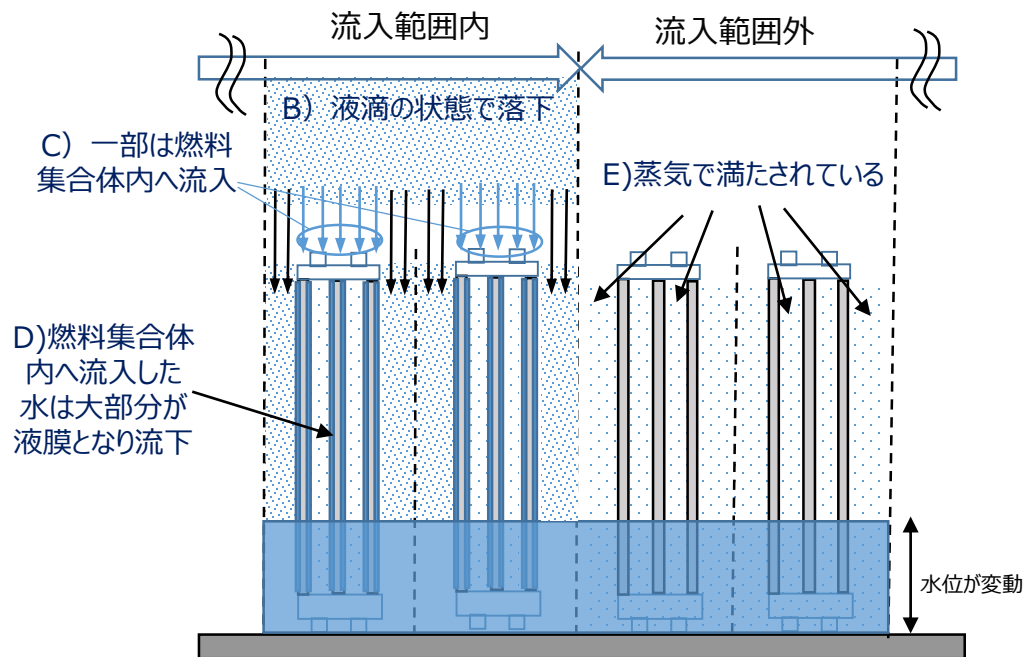 流入範囲内
流入範囲外
B）液滴の状態で落下
C）一部は燃料
集合体内へ流入
E)蒸気で満たされている
D)燃料集合体
内へ流入した
水は大部分が
液膜となり流下
水位が変動